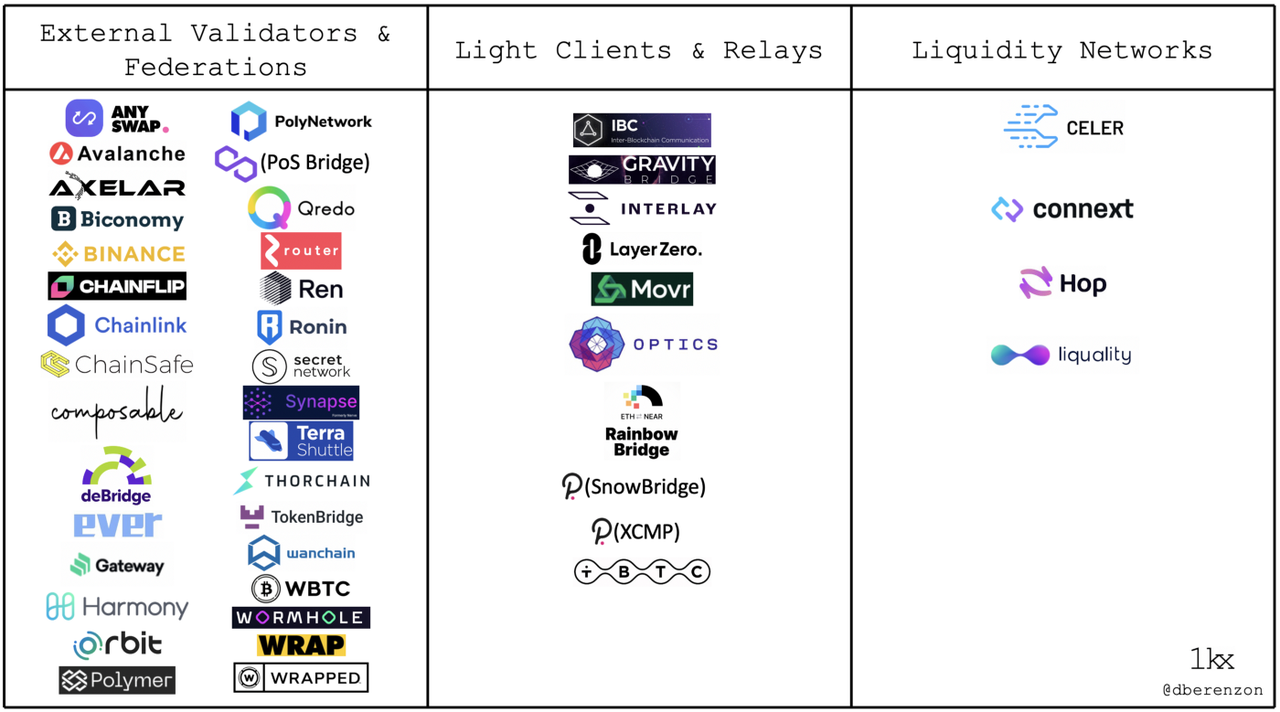 External Validators &
Federations
ANY
SWAP.
Avalanche
AXELAR
Biconomy
BINANCE
CHAINFLIP
Chainlink
ChainSafe
composable
deBridge
ever
Gateway
Harmony
Orbit
Polymer
PolyNetwork
(PoS Bridge)
Qredo
router
Ren
Ronin
secret
network
Synapse
Terra
Shuttle
THORCHAIN
TokenBridge
wanchain
WBTC
WORMHOLE
WRAP
WRAPPED
Light Clients & Relays
IBC
Inter-Blockchain Communication
GRAVITY
BRIDGE
INTERLAY
LayerZero.
Movr
OPTICS
ETH NEAR
Rainbow
Bridge
(SnowBridge)
(XCMP)
TBTC
Liquidity Networks
CELER
connext
Hop
liquality
1kx
@dberenzon